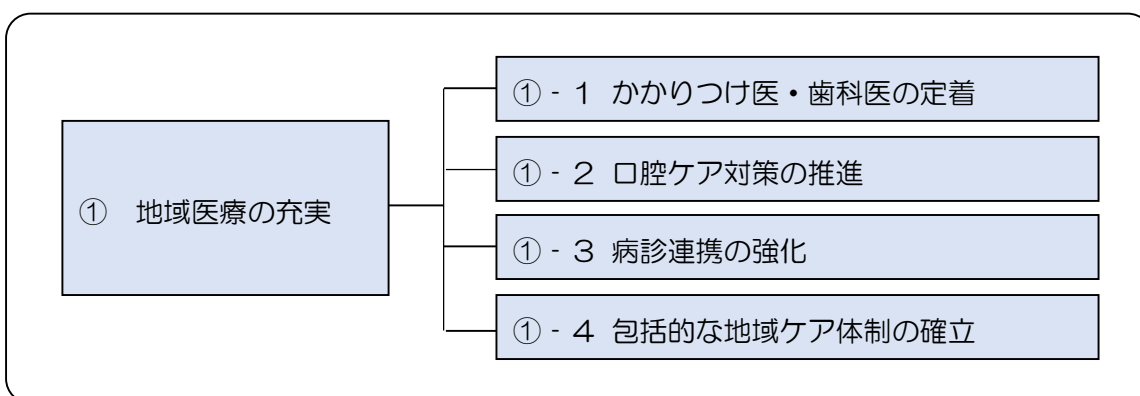 ① 地域医療の充実
①‐１ かかりつけ医・歯科医の定着
①‐２ 口腔ケア対策の推進
①‐３ 病診連携の強化
①‐４ 包括的な地域ケア体制の確立